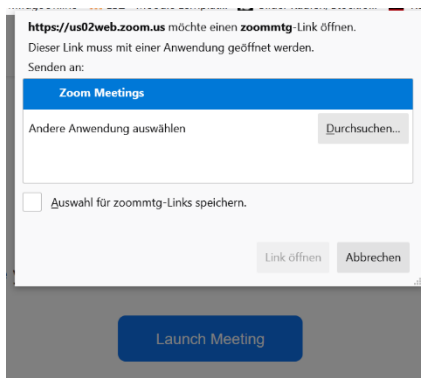 https://us02web.zoom.us möchte einen zoommtg-Link öffnen.
Dieser Link muss mit einer Anwendung geöffnet werden.
Senden an:
Zoom Meetings
Andere Anwendung auswählen
Durchsuchen...
Auswahl für zoommtg-Links speichern.
Link öffnen
Abbrechen
Launch Meeting